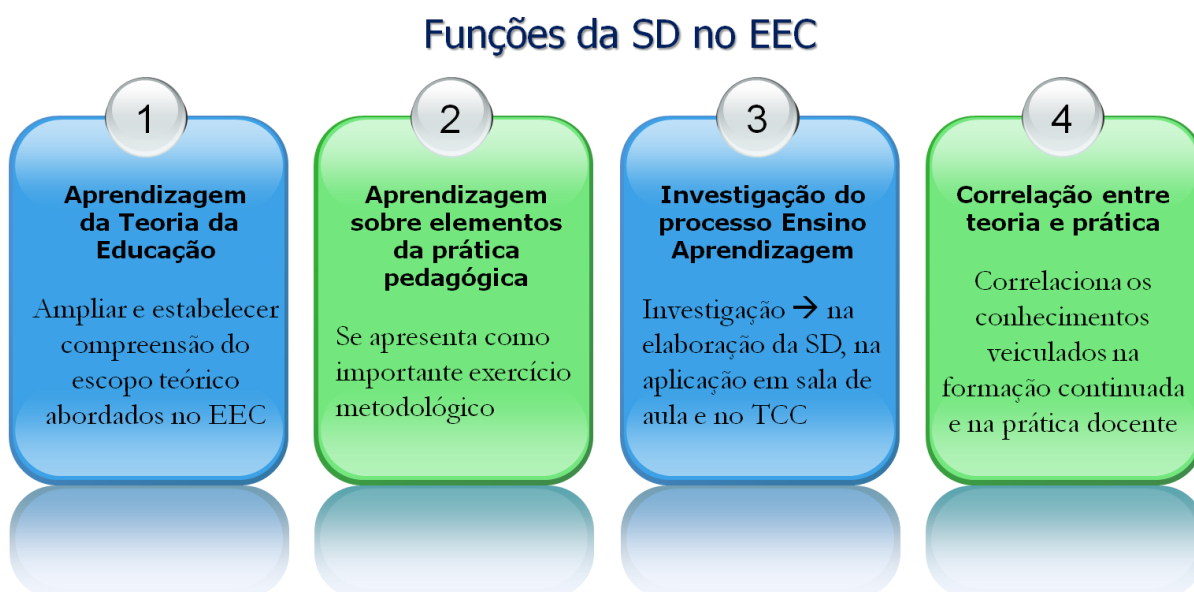 Funções da SD no EEC
1
Aprendizagem
da Teoria da
Educação
Ampliar e estabelecer
compreensão do
escopo teórico
abordados no EEC
2
Aprendizagem
sobre elementos
da prática
pedagógica
Se apresenta como
importante exercício
metodológico
3
Investigação do
processo Ensino
Aprendizagem
Investigação → na
elaboração da SD, na
aplicação em sala de
aula e no TCC
4
Correlação entre
teoria e prática
Correlaciona os
conhecimentos
veiculados na
formação continuada
e na prática docente